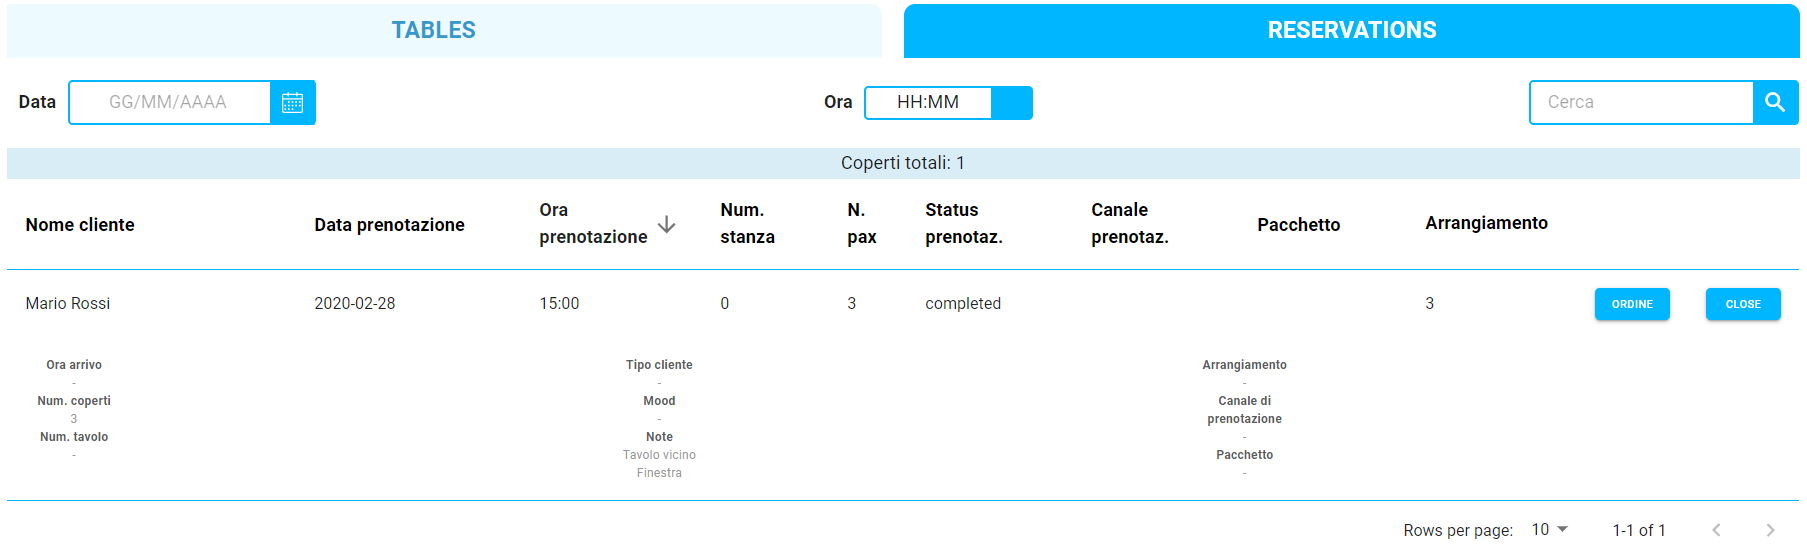 TABLES
RESERVATIONS
Data
GG/MM/AAAA
Ora
HH:MM
Cerca
Coperti totali: 1
Nome cliente
Data prenotazione
Ora
prenotazione
Num.
stanza
N.
pax
Status
prenotaz.
Canale
prenotaz.
Pacchetto
Arrangiamento
Mario Rossi
2020-02-28
15:00
0
3
completed
3
ORDINE
CLOSE
Ora arrivo
-
Num. coperti
3
Num. tavolo
-
Tipo cliente
-
Mood
-
Note
Tavolo vicino
Finestra
Arrangiamento
-
Canale di
prenotazione
-
Pacchetto
-
Rows per page:
10
1-1 of 1